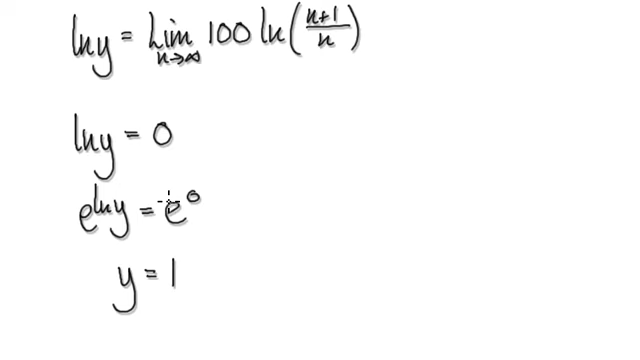 ln y = lim n→∞ 100 ln(n+1/n)
ln y = 0
e^ln y = e^0
y = 1